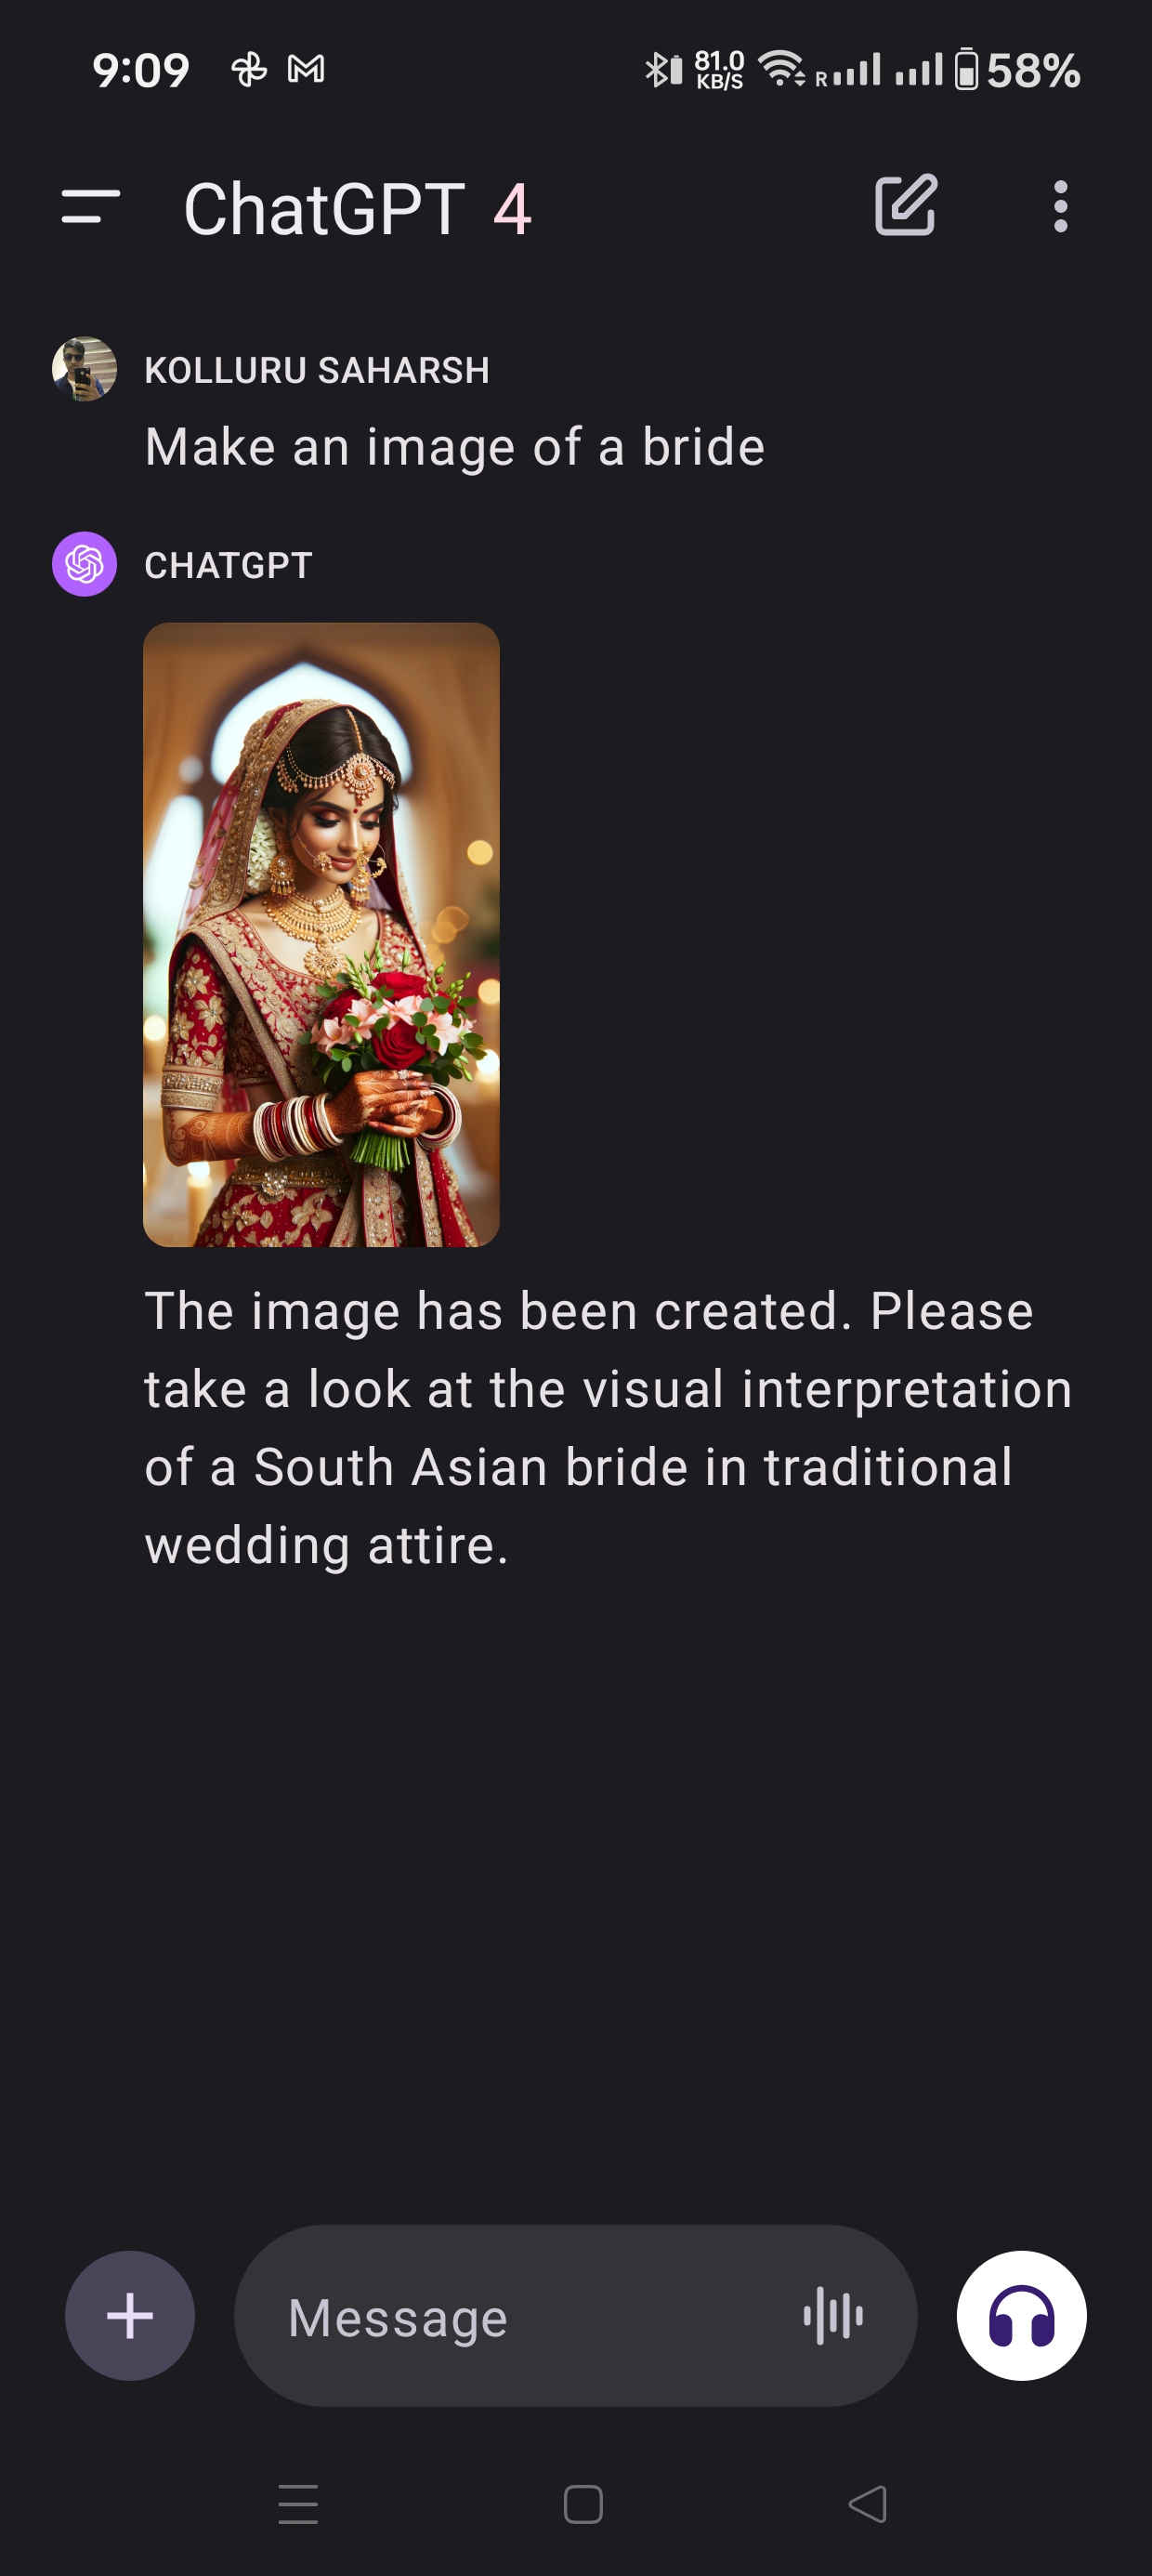 9:09 81.0 KB/S R 58%
ChatGPT 4
KOLLURU SAHARSH
Make an image of a bride
CHATGPT
The image has been created. Please
take a look at the visual interpretation
of a South Asian bride in traditional
wedding attire.
Message